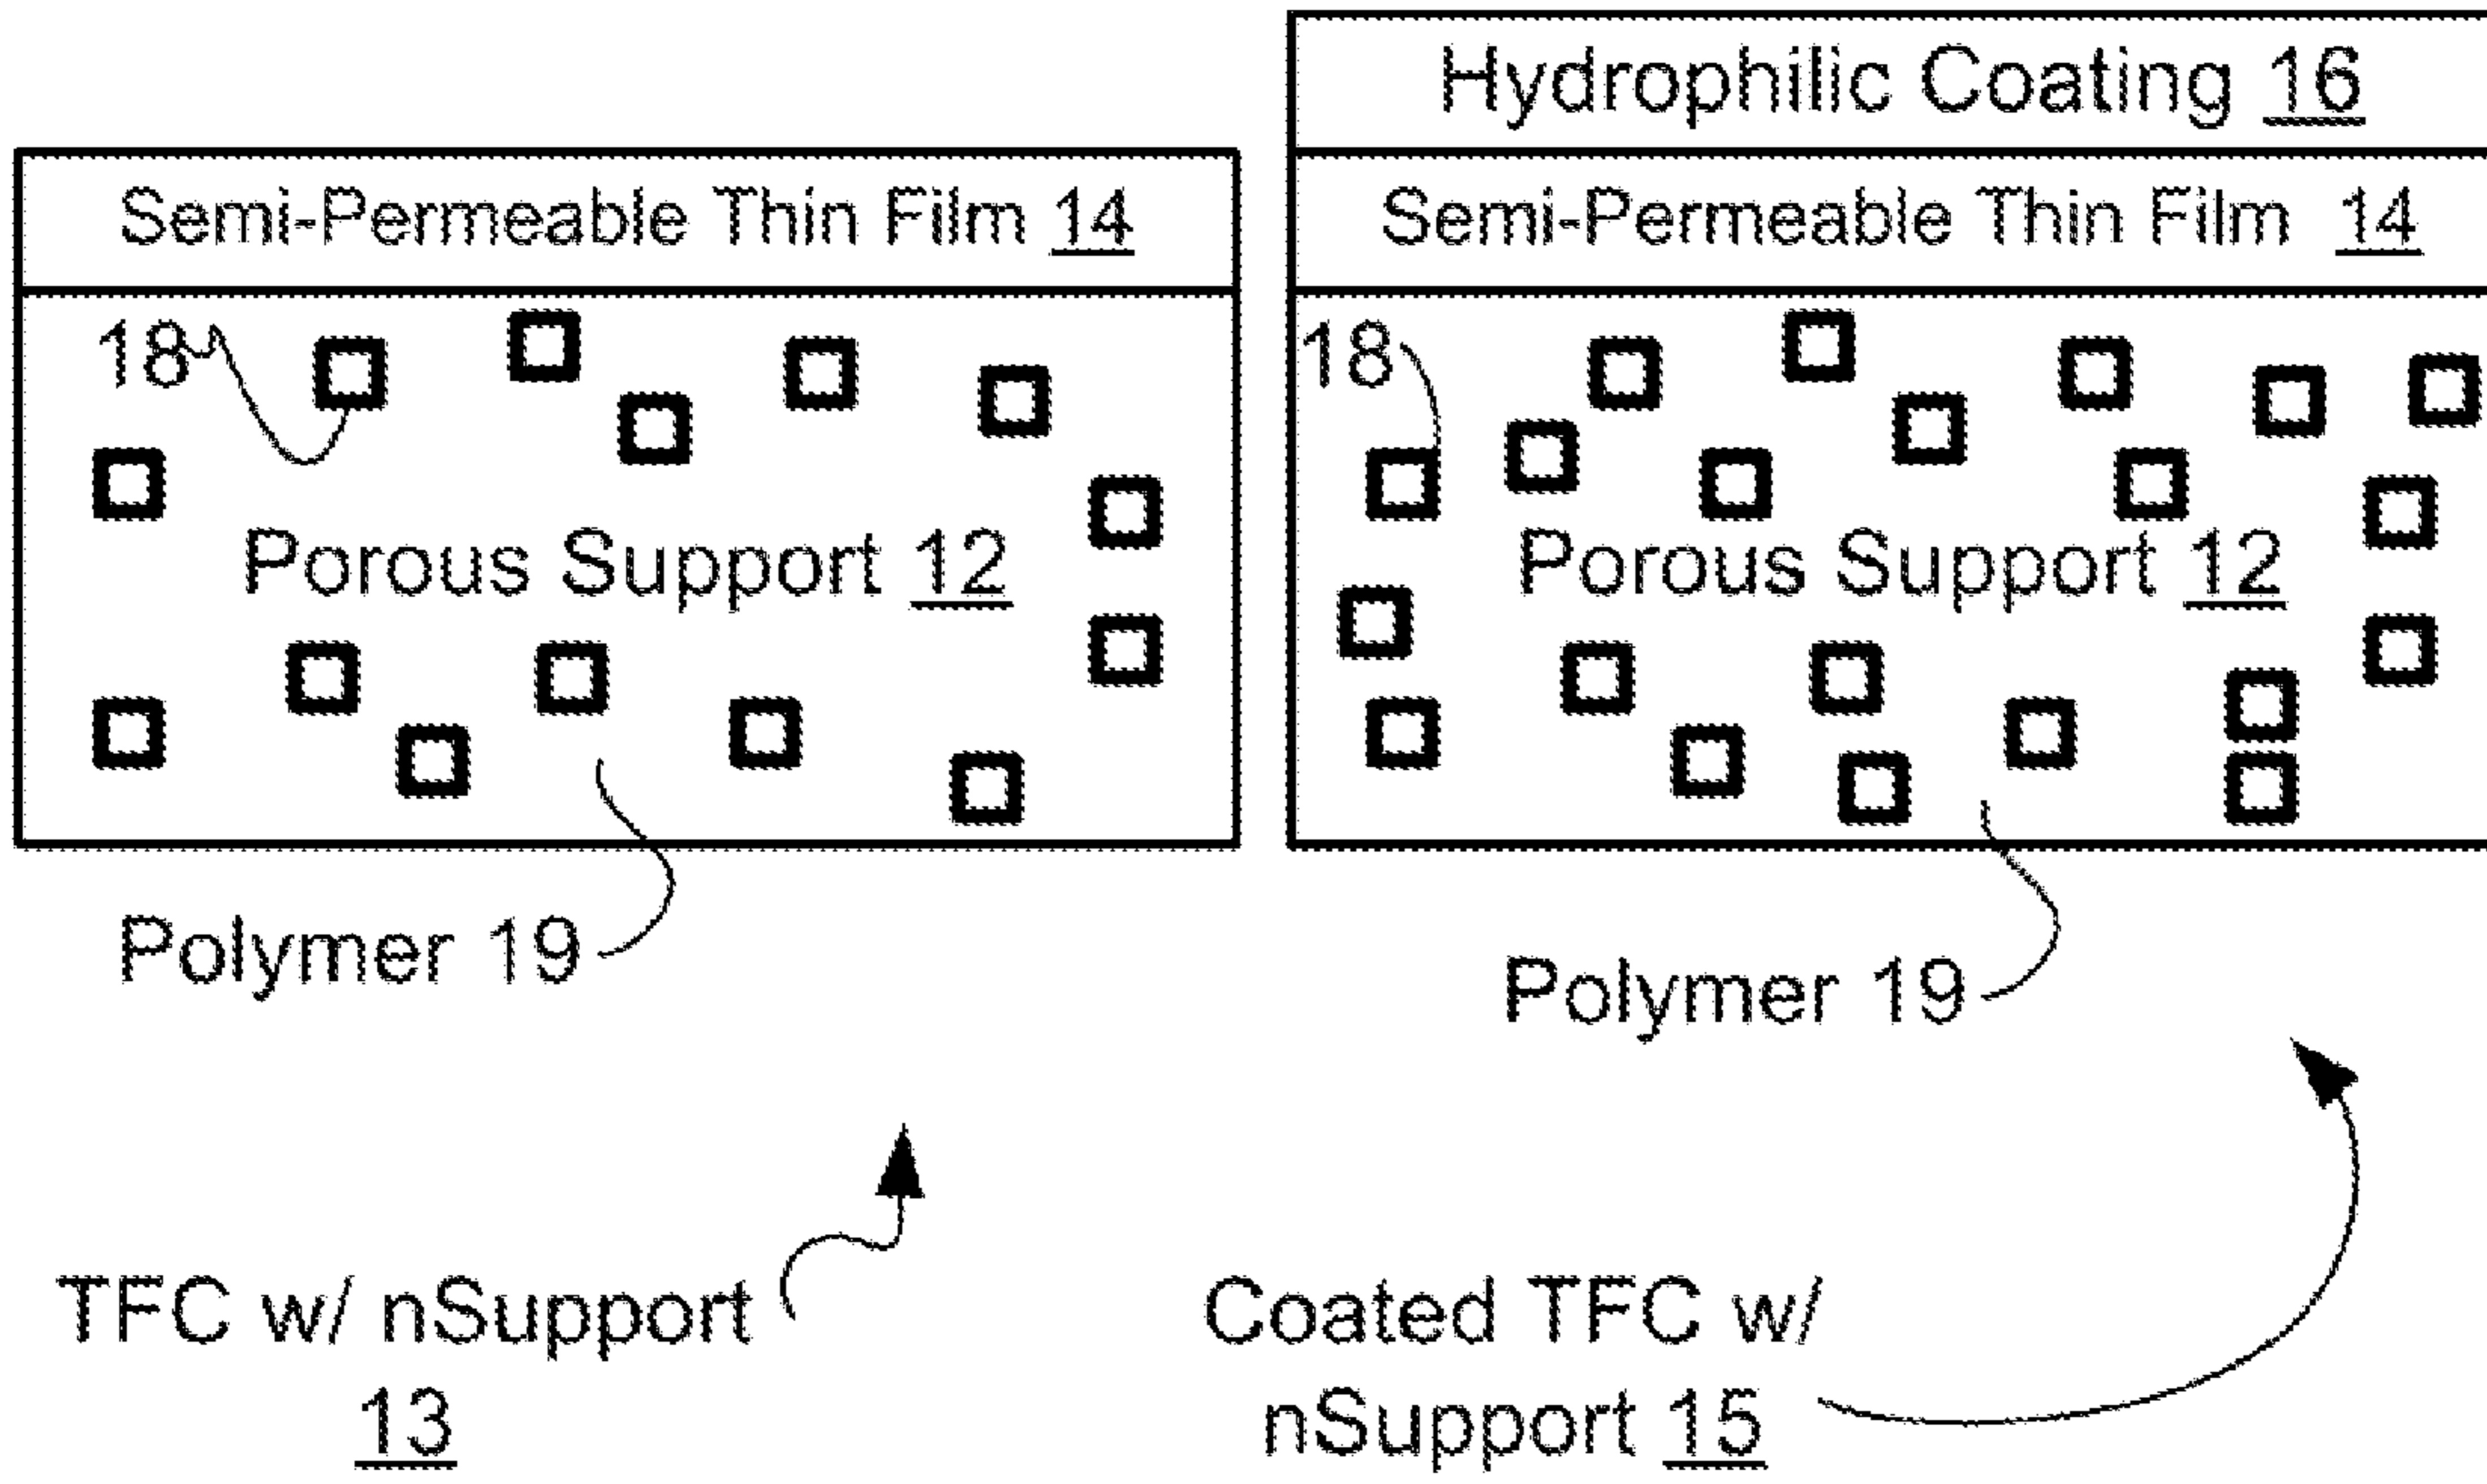 Hydrophilic Coating 16
Semi-Permeable Thin Film 14
Semi-Permeable Thin Film 14
18
18
Porous Support 12
Porous Support 12
Polymer 19
Polymer 19
TFC w/ nSupport
13
Coated TFC w/
nSupport 15